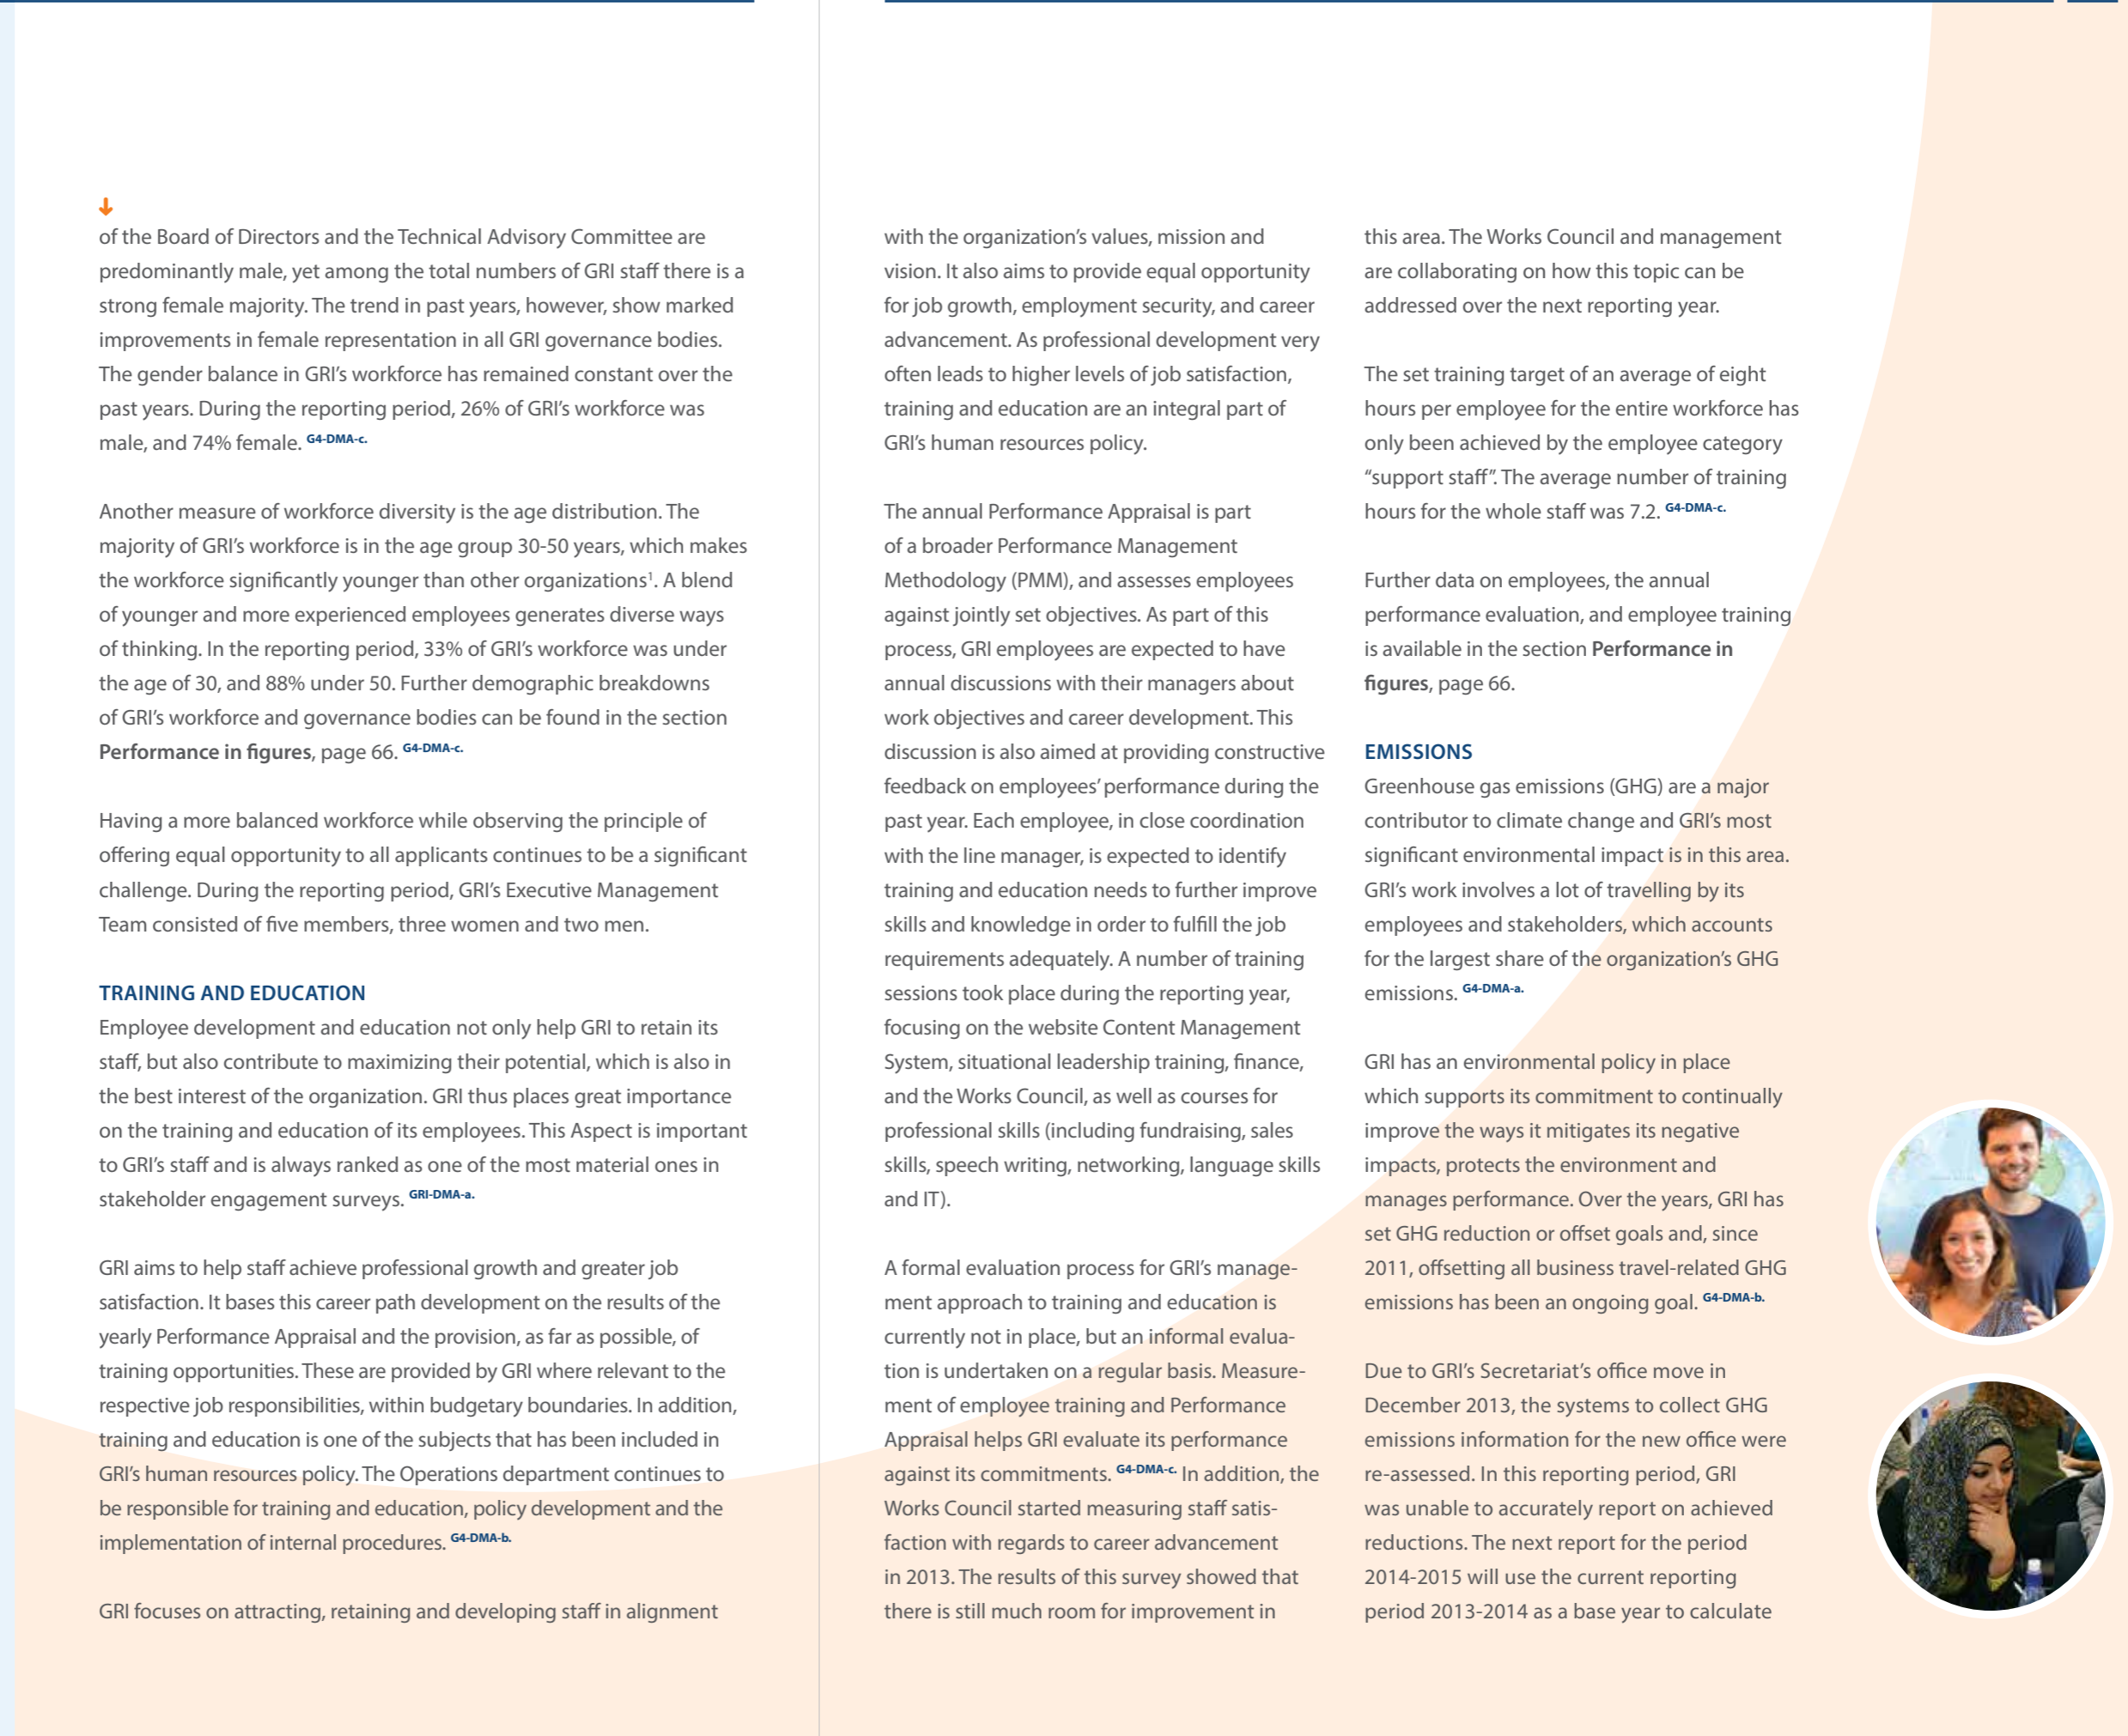 of the Board of Directors and the Technical Advisory Committee are
predominantly male, yet among the total numbers of GRI staff there is a
strong female majority. The trend in past years, however, show marked
improvements in female representation in all GRI governance bodies.
The gender balance in GRI's workforce has remained constant over the
past years. During the reporting period, 26% of GRI's workforce was
male, and 74% female. G4-DMA-c.

Another measure of workforce diversity is the age distribution. The
majority of GRI's workforce is in the age group 30-50 years, which makes
the workforce significantly younger than other organizations¹. A blend
of younger and more experienced employees generates diverse ways
of thinking. In the reporting period, 33% of GRI's workforce was under
the age of 30, and 88% under 50. Further demographic breakdowns
of GRI's workforce and governance bodies can be found in the section
Performance in figures, page 66. G4-DMA-c.

Having a more balanced workforce while observing the principle of
offering equal opportunity to all applicants continues to be a significant
challenge. During the reporting period, GRI's Executive Management
Team consisted of five members, three women and two men.

TRAINING AND EDUCATION
Employee development and education not only help GRI to retain its
staff, but also contribute to maximizing their potential, which is also in
the best interest of the organization. GRI thus places great importance
on the training and education of its employees. This Aspect is important
to GRI's staff and is always ranked as one of the most material ones in
stakeholder engagement surveys. GRI-DMA-a.

GRI aims to help staff achieve professional growth and greater job
satisfaction. It bases this career path development on the results of the
yearly Performance Appraisal and the provision, as far as possible, of
training opportunities. These are provided by GRI where relevant to the
respective job responsibilities, within budgetary boundaries. In addition,
training and education is one of the subjects that has been included in
GRI's human resources policy. The Operations department continues to
be responsible for training and education, policy development and the
implementation of internal procedures. G4-DMA-b.

GRI focuses on attracting, retaining and developing staff in alignment
with the organization's values, mission and
vision. It also aims to provide equal opportunity
for job growth, employment security, and career
advancement. As professional development very
often leads to higher levels of job satisfaction,
training and education are an integral part of
GRI's human resources policy.

The annual Performance Appraisal is part
of a broader Performance Management
Methodology (PMM), and assesses employees
against jointly set objectives. As part of this
process, GRI employees are expected to have
annual discussions with their managers about
work objectives and career development. This
discussion is also aimed at providing constructive
feedback on employees' performance during the
past year. Each employee, in close coordination
with the line manager, is expected to identify
training and education needs to further improve
skills and knowledge in order to fulfill the job
requirements adequately. A number of training
sessions took place during the reporting year,
focusing on the website Content Management
System, situational leadership training, finance,
and the Works Council, as well as courses for
professional skills (including fundraising, sales
skills, speech writing, networking, language skills
and IT).

A formal evaluation process for GRI's manage-
ment approach to training and education is
currently not in place, but an informal evalua-
tion is undertaken on a regular basis. Measure-
ment of employee training and Performance
Appraisal helps GRI evaluate its performance
against its commitments. G4-DMA-c. In addition, the
Works Council started measuring staff satis-
faction with regards to career advancement
in 2013. The results of this survey showed that
there is still much room for improvement in
this area. The Works Council and management
are collaborating on how this topic can be
addressed over the next reporting year.

The set training target of an average of eight
hours per employee for the entire workforce has
only been achieved by the employee category
"support staff". The average number of training
hours for the whole staff was 7.2. G4-DMA-c.

Further data on employees, the annual
performance evaluation, and employee training
is available in the section Performance in
figures, page 66.

EMISSIONS
Greenhouse gas emissions (GHG) are a major
contributor to climate change and GRI's most
significant environmental impact is in this area.
GRI's work involves a lot of travelling by its
employees and stakeholders, which accounts
for the largest share of the organization's GHG
emissions. G4-DMA-a.

GRI has an environmental policy in place
which supports its commitment to continually
improve the ways it mitigates its negative
impacts, protects the environment and
manages performance. Over the years, GRI has
set GHG reduction or offset goals and, since
2011, offsetting all business travel-related GHG
emissions has been an ongoing goal. G4-DMA-b.

Due to GRI's Secretariat's office move in
December 2013, the systems to collect GHG
emissions information for the new office were
re-assessed. In this reporting period, GRI
was unable to accurately report on achieved
reductions. The next report for the period
2014-2015 will use the current reporting
period 2013-2014 as a base year to calculate